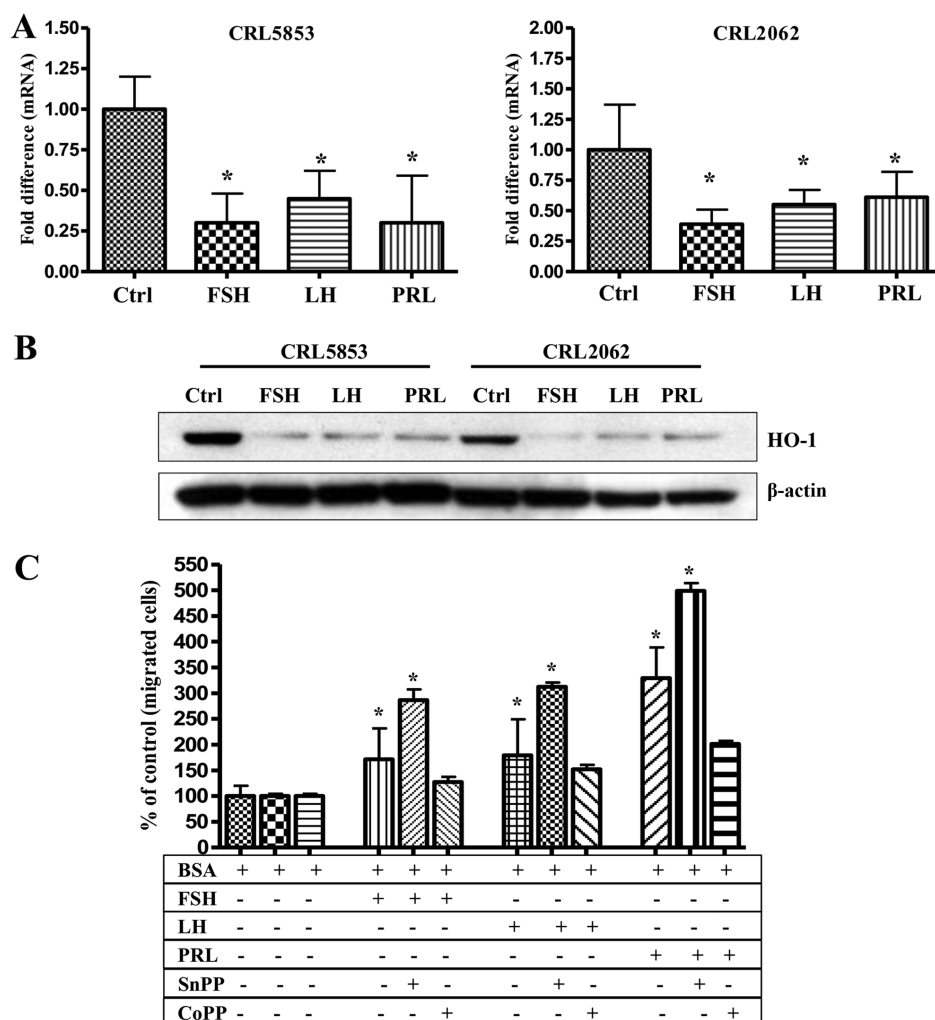 A
CRL5853
CRL2062
Fold difference (mRNA)
1.50
1.25
1.00
0.75
0.50
0.25
0.00
* * *
Ctrl FSH LH PRL
Fold difference (mRNA)
2.00
1.75
1.50
1.25
1.00
0.75
0.50
0.25
0.00
* * *
Ctrl FSH LH PRL
B
CRL5853 CRL2062
Ctrl FSH LH PRL Ctrl FSH LH PRL
HO-1
β-actin
C
% of control (migrated cells)
550
500
450
400
350
300
250
200
150
100
50
0
* * * * * *
BSA + + + + + + + + + + + +
FSH - - - + + + - - - - - -
LH - - - - - - + + + - - -
PRL - - - - - - - - - + + +
SnPP - - - - + - - + - - + -
CoPP - - - - - + - - + - - +